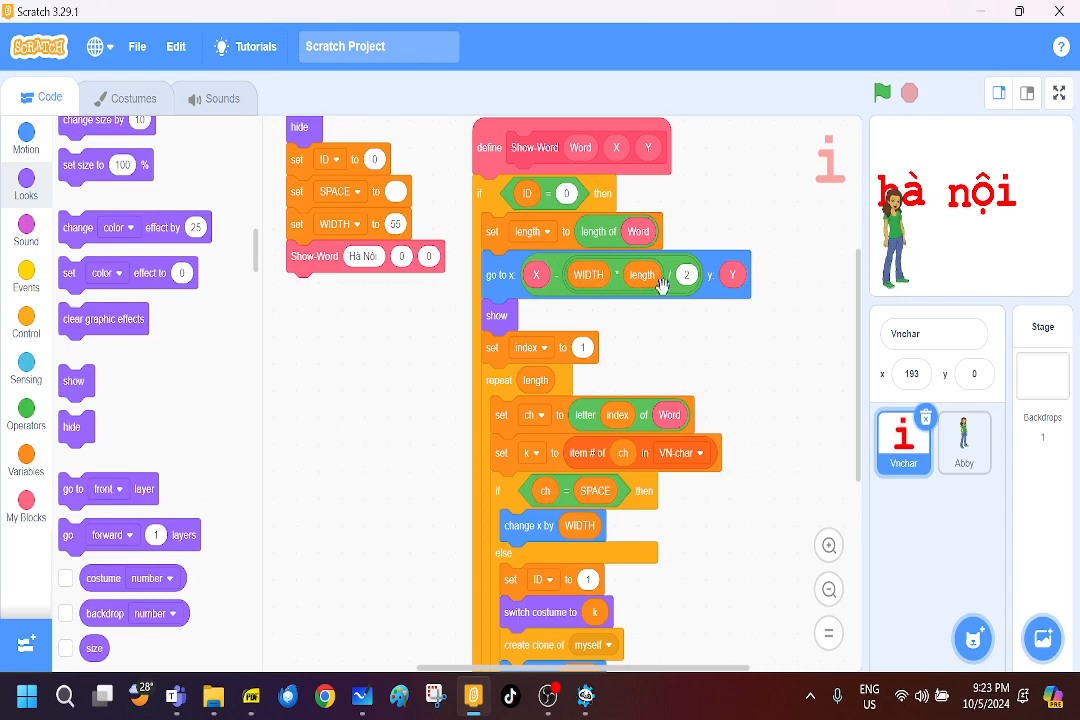 Scratch 3.29.1
SCRATCH File Edit Tutorials Scratch Project ?
Code Costumes Sounds
Motion
Looks
Sound
Events
Control
Sensing
Operators
Variables
My Blocks
change size by 10
set size to 100 %
change color effect by 25
set color effect to 0
clear graphic effects
show
hide
go to front layer
go forward 1 layers
costume number
backdrop number
size
hide
set ID to 0
set SPACE to
set WIDTH to 55
Show-Word Hà Nôi 0 0
define Show-Word Word X Y
if ID = 0 then
set length to length of Word
go to x: X - WIDTH * length / 2 y: Y
show
set index to 1
repeat length
set ch to letter index of Word
set k to item # of ch in VN-char
if ch = SPACE then
change x by WIDTH
else
set ID to 1
switch costume to k
create clone of myself
i
hà nội
Vnchar
x 193 y 0
i
Vnchar
Abby
Stage
Backdrops
1
28°
PDF
ENG
US
9:23 PM
10/5/2024
PRE